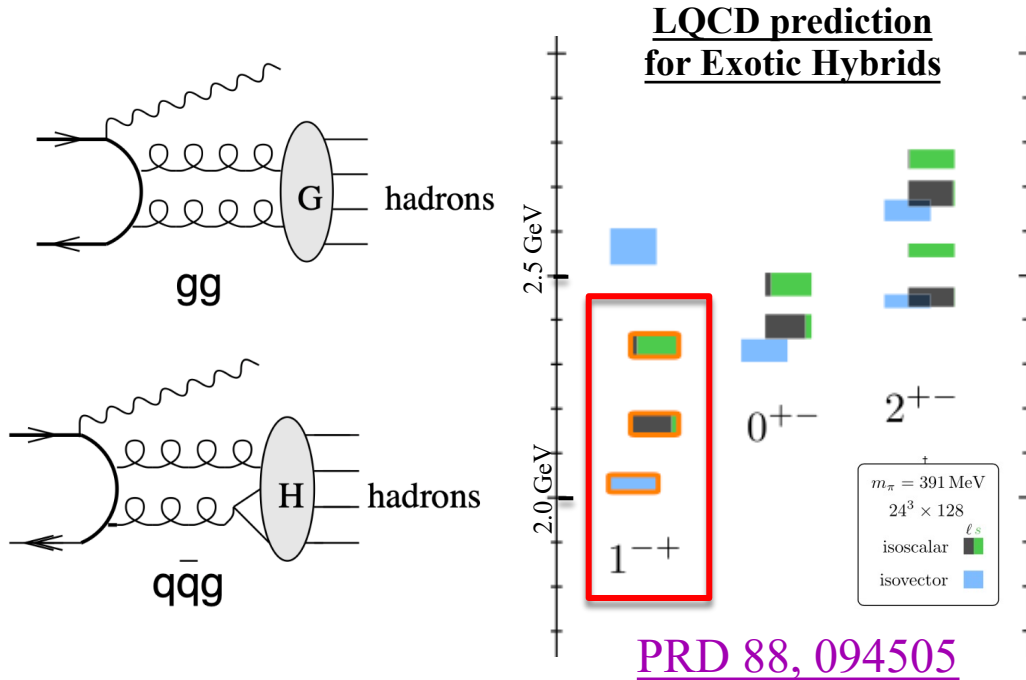 LQCD prediction
for Exotic Hybrids
G
hadrons
gg
H
hadrons
qq̄g
2.5 GeV
2.0 GeV
1⁻⁺
0⁺⁻
2⁺⁻
†
m_π = 391 MeV
24³ × 128
ℓ s
isoscalar
isovector
PRD 88, 094505